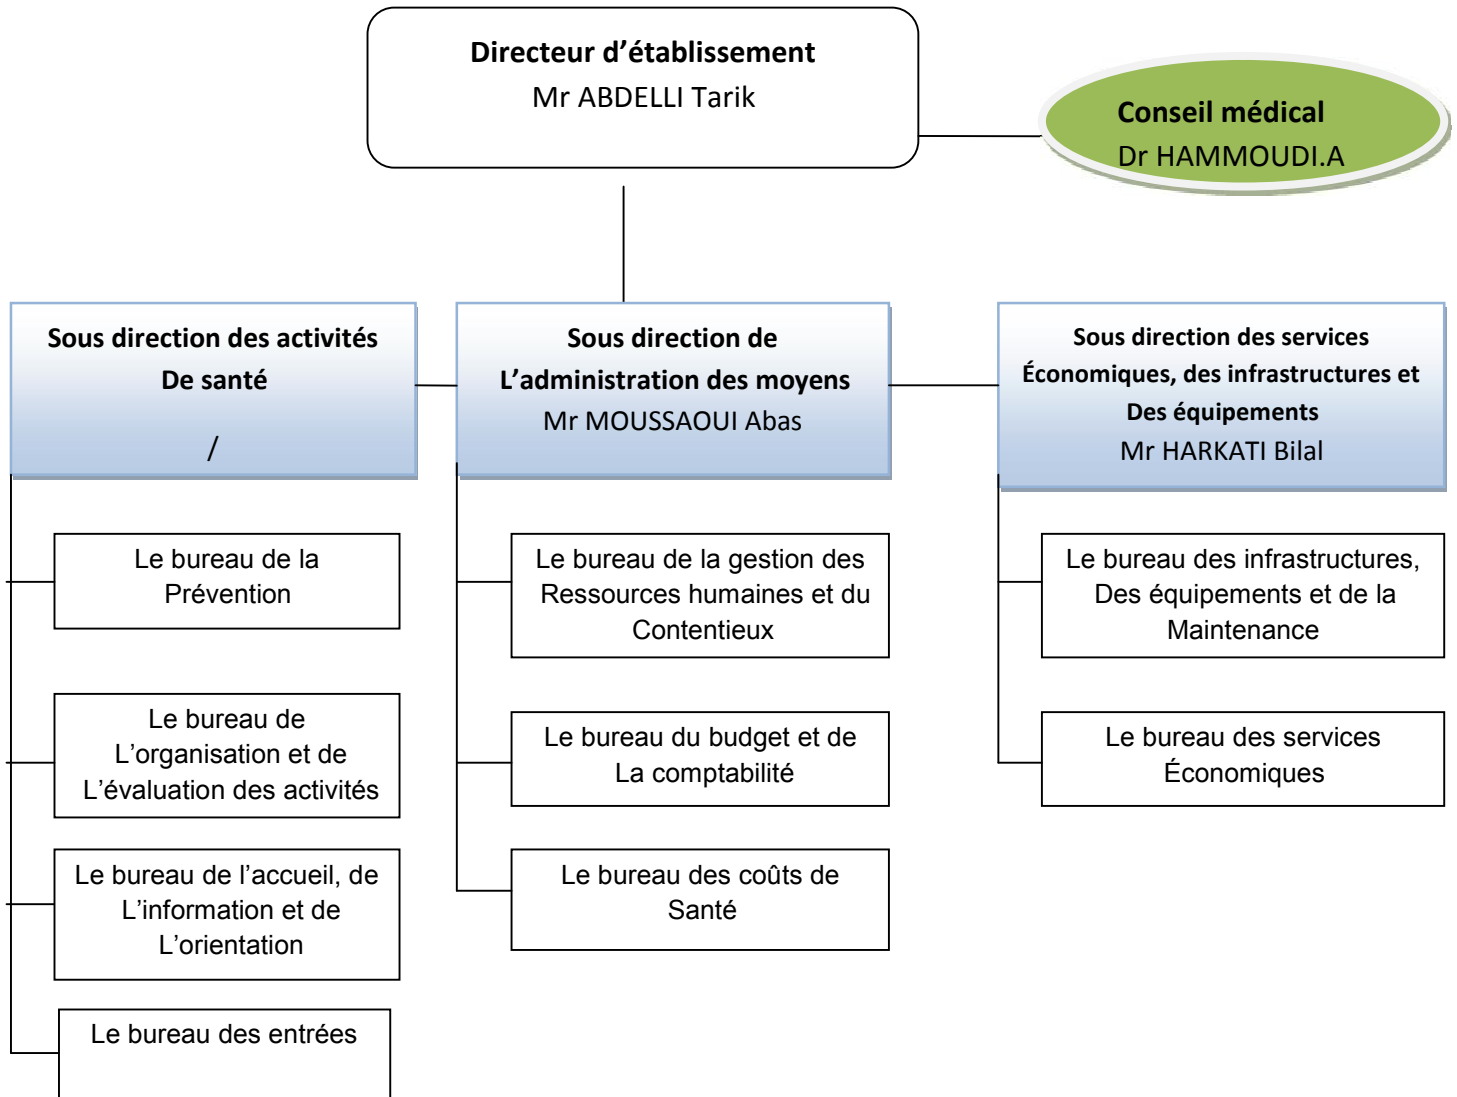 Directeur d’établissement
Mr ABDELLI Tarik
Conseil médical
Dr HAMMOUDI.A
Sous direction des activités
De santé
/
Sous direction de
L’administration des moyens
Mr MOUSSAOUI Abas
Sous direction des services
Économiques, des infrastructures et
Des équipements
Mr HARKATI Bilal
Le bureau de la
Prévention
Le bureau de
L’organisation et de
L’évaluation des activités
Le bureau de l’accueil, de
L’information et de
L’orientation
Le bureau des entrées
Le bureau de la gestion des
Ressources humaines et du
Contentieux
Le bureau du budget et de
La comptabilité
Le bureau des coûts de
Santé
Le bureau des infrastructures,
Des équipements et de la
Maintenance
Le bureau des services
Économiques